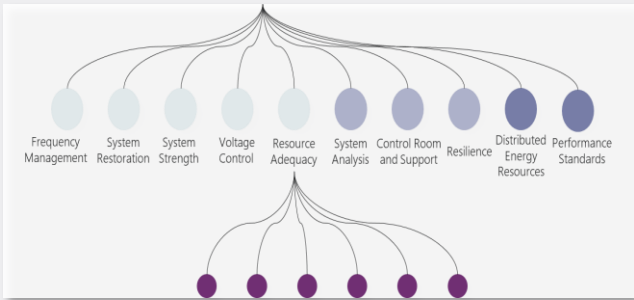 Frequency
Management
System
Restoration
System
Strength
Voltage
Control
Resource
Adequacy
System
Analysis
Control Room
and Support
Resilience
Distributed
Energy
Resources
Performance
Standards